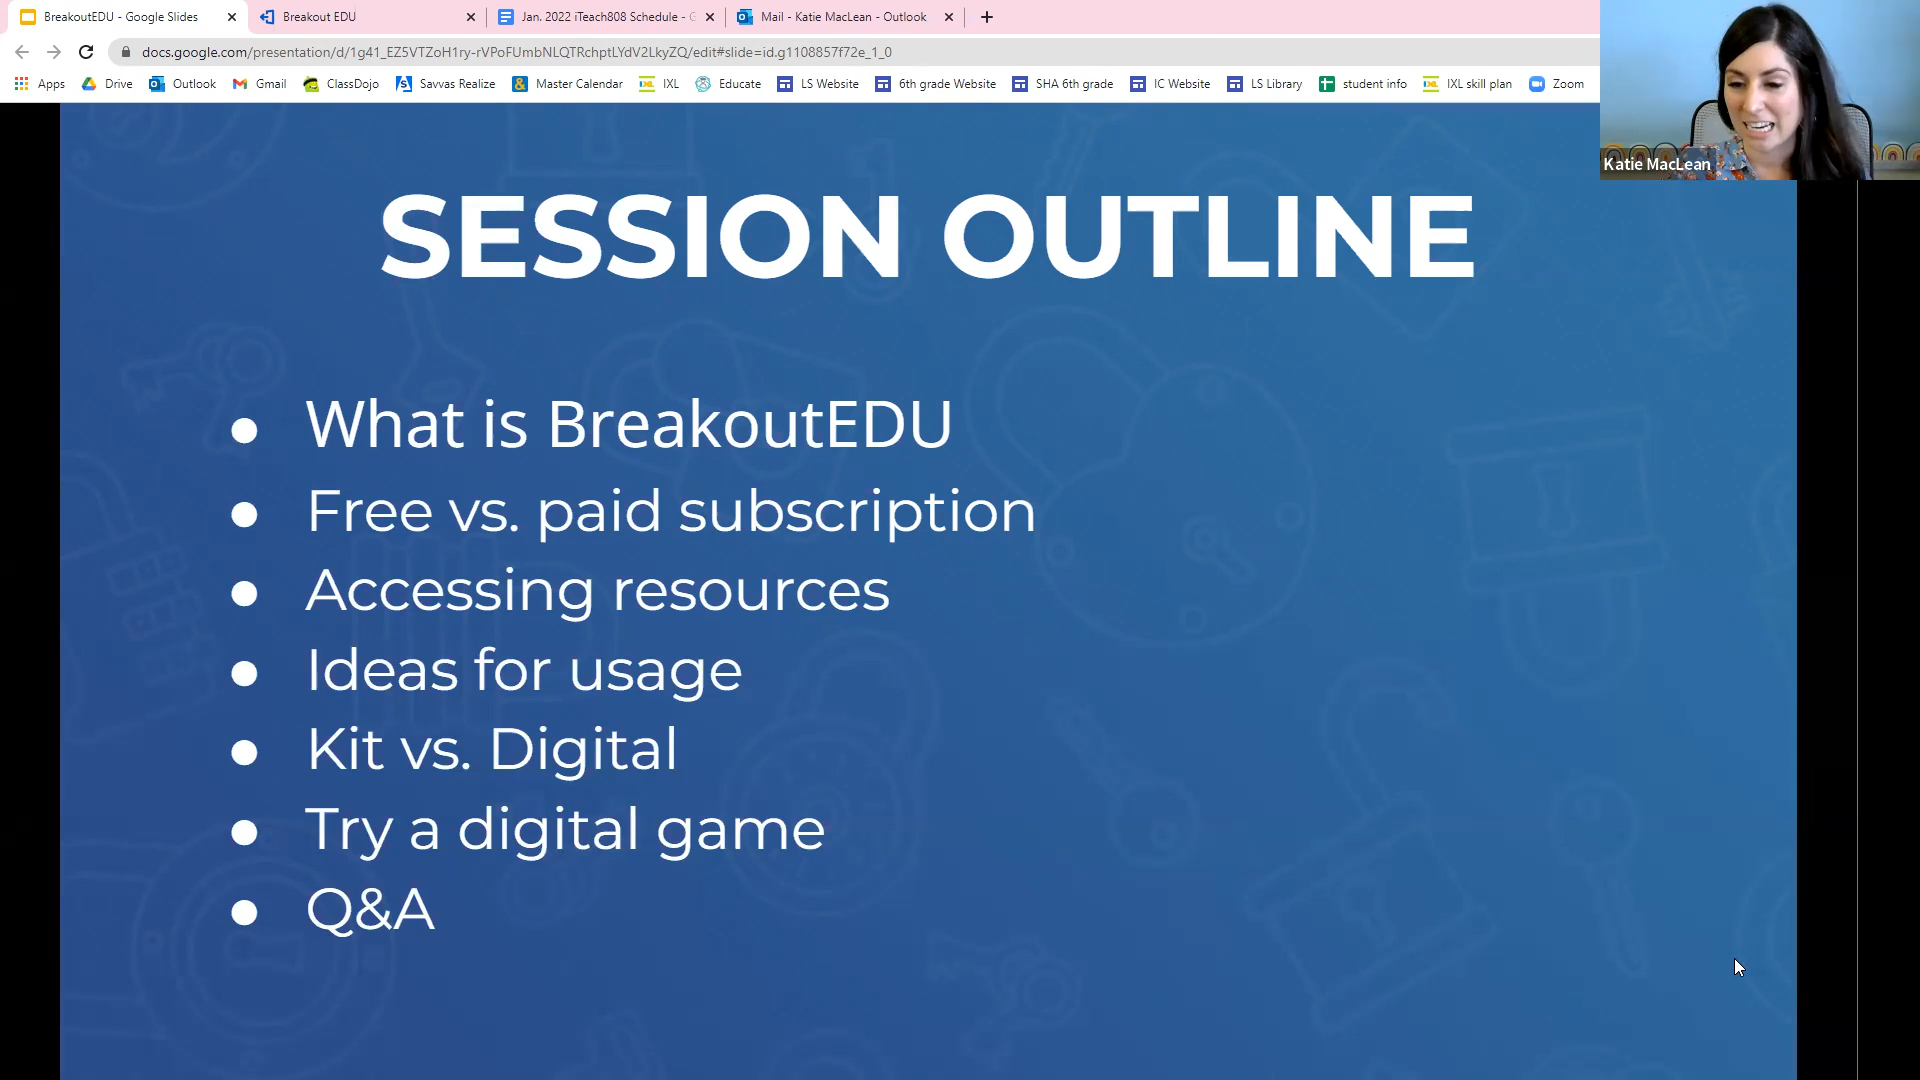 BreakoutEDU - Google Slides
Breakout EDU
Jan. 2022 iTeach808 Schedule - G
Mail - Katie MacLean - Outlook
docs.google.com/presentation/d/1g41_EZ5VTZoH1ry-rVPoFUmbNLQTRchptLYdV2LkyZQ/edit#slide=id.g1108857f72e_1_0
Apps Drive Outlook Gmail ClassDojo Savvas Realize Master Calendar IXL Educate LS Website 6th grade Website SHA 6th grade IC Website LS Library student info IXL skill plan Zoom
Katie MacLean
SESSION OUTLINE
● What is BreakoutEDU
● Free vs. paid subscription
● Accessing resources
● Ideas for usage
● Kit vs. Digital
● Try a digital game
● Q&A